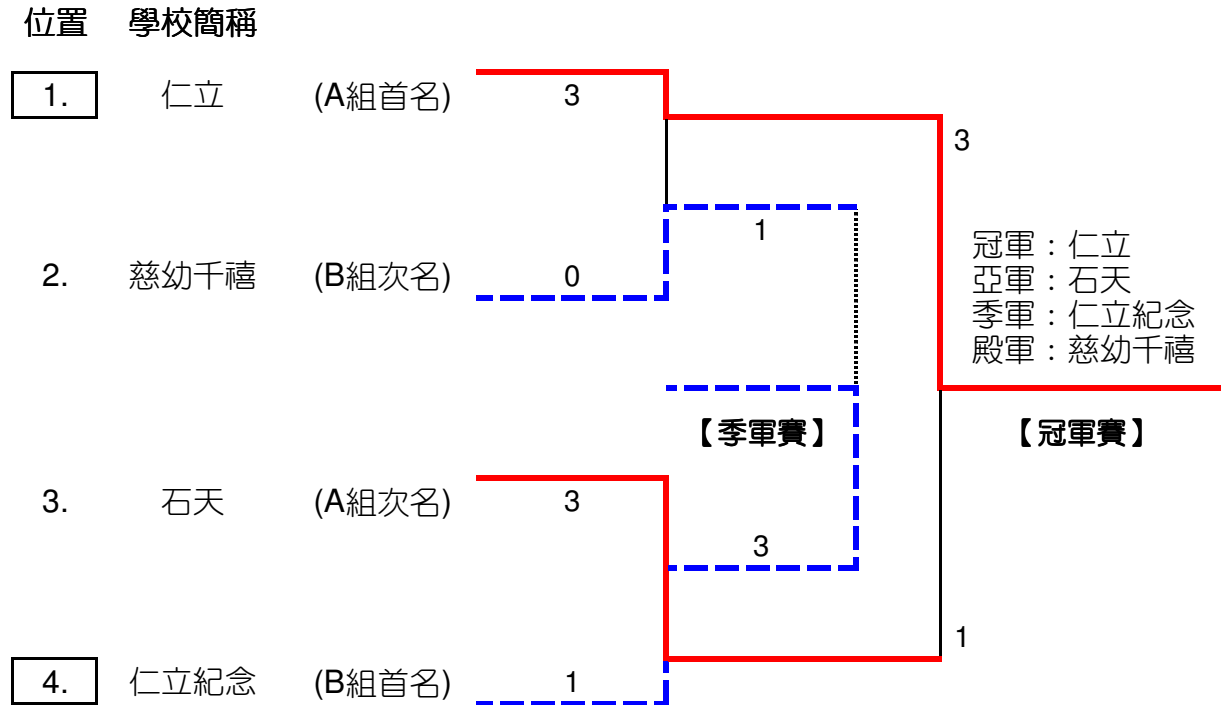 位置 學校簡稱
1. 仁立 (A組首名) 3
3
1
冠軍：仁立
2. 慈幼千禧 (B組次名) 0
亞軍：石天
季軍：仁立紀念
殿軍：慈幼千禧
【季軍賽】 【冠軍賽】
3. 石天 (A組次名) 3
3
1
4. 仁立紀念 (B組首名) 1